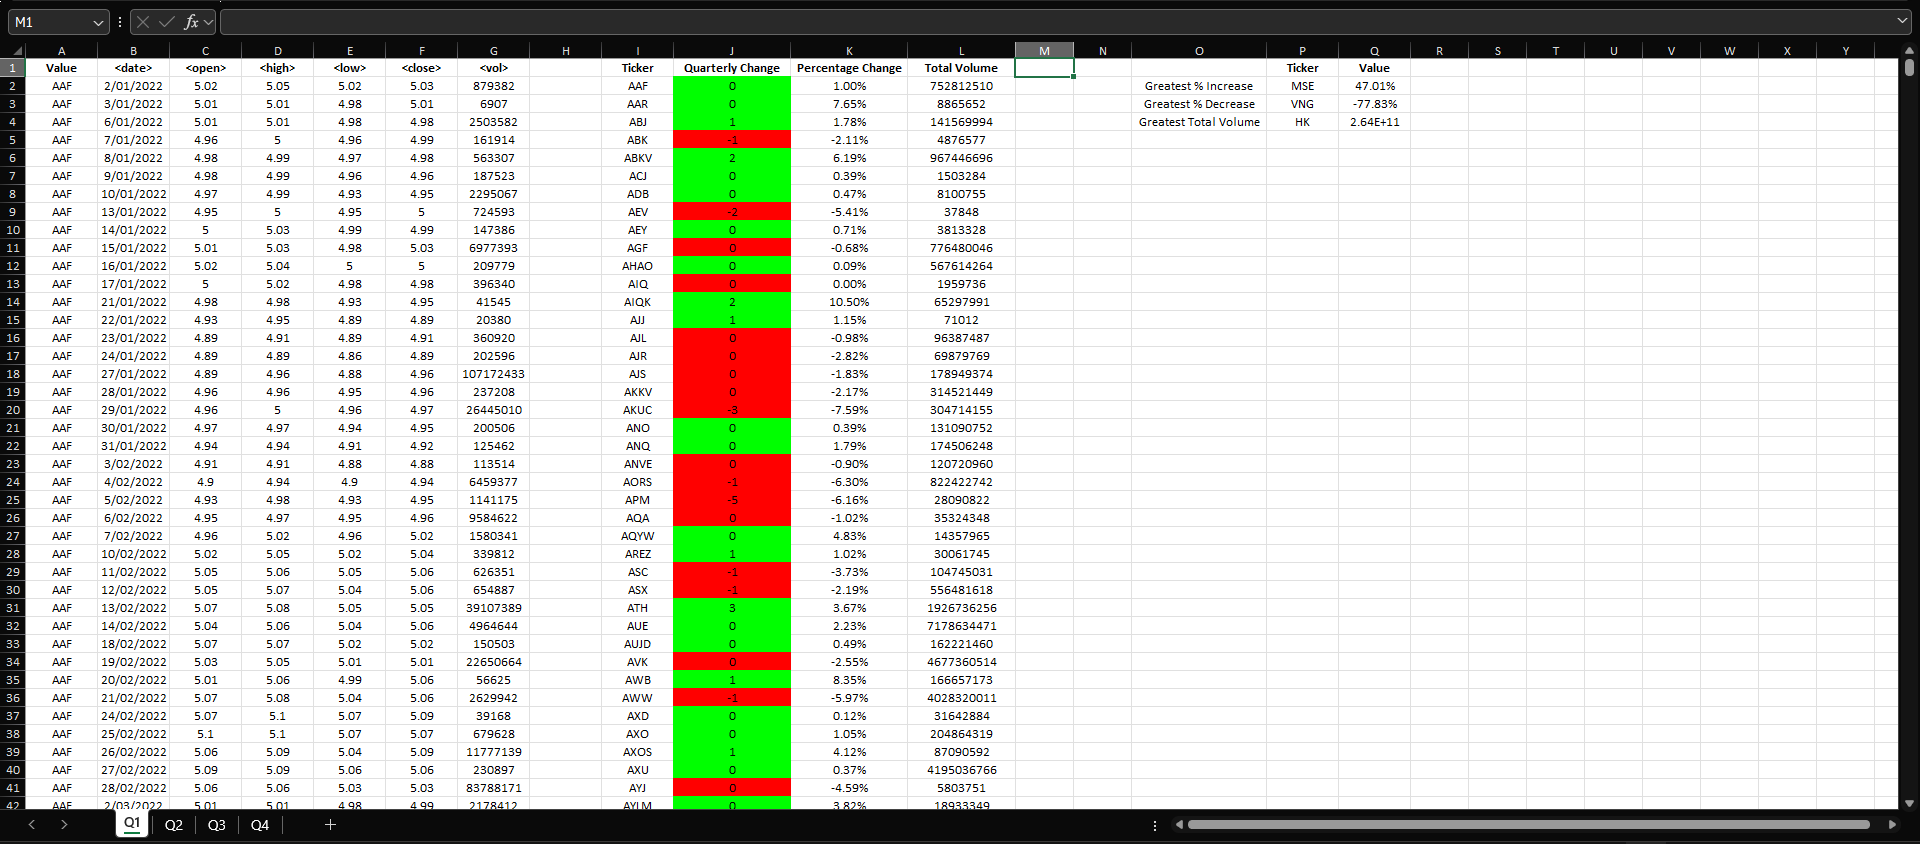 M1 fx
A B C D E F G H I J K L M N O P Q R S T U V W X Y
1 Value <date> <open> <high> <low> <close> <vol> Ticker Quarterly Change Percentage Change Total Volume Ticker Value
2 AAF 2/01/2022 5.02 5.05 5.02 5.03 879382 AAF 0 1.00% 752812510 Greatest % Increase MSE 47.01%
3 AAF 3/01/2022 5.01 5.01 4.98 5.01 6907 AAR 0 7.65% 8865652 Greatest % Decrease VNG -77.83%
4 AAF 6/01/2022 5.01 5.01 4.98 4.98 2503582 ABJ 1 1.78% 141569994 Greatest Total Volume HK 2.64E+11
5 AAF 7/01/2022 4.96 5 4.96 4.99 161914 ABK -1 -2.11% 4876577
6 AAF 8/01/2022 4.98 4.99 4.97 4.98 563307 ABKV 2 6.19% 967446696
7 AAF 9/01/2022 4.98 4.99 4.96 4.96 187523 ACJ 0 0.39% 1503284
8 AAF 10/01/2022 4.97 4.99 4.93 4.95 2295067 ADB 0 0.47% 8100755
9 AAF 13/01/2022 4.95 5 4.95 5 724593 AEV -2 -5.41% 37848
10 AAF 14/01/2022 5 5.03 4.99 4.99 147386 AEY 0 0.71% 3813328
11 AAF 15/01/2022 5.01 5.03 4.98 5.03 6977393 AGF 0 -0.68% 776480046
12 AAF 16/01/2022 5.02 5.04 5 5 209779 AHAO 0 0.09% 567614264
13 AAF 17/01/2022 5 5.02 4.98 4.98 396340 AIQ 0 0.00% 1959736
14 AAF 21/01/2022 4.98 4.98 4.93 4.95 41545 AIQK 2 10.50% 65297991
15 AAF 22/01/2022 4.93 4.95 4.89 4.89 20380 AJJ 1 1.15% 71012
16 AAF 23/01/2022 4.89 4.91 4.89 4.91 360920 AJL 0 -0.98% 96387487
17 AAF 24/01/2022 4.89 4.89 4.86 4.89 202596 AJR 0 -2.82% 69879769
18 AAF 27/01/2022 4.89 4.96 4.88 4.96 107172433 AJS 0 -1.83% 178949374
19 AAF 28/01/2022 4.96 4.96 4.95 4.96 237208 AKKV 0 -2.17% 314521449
20 AAF 29/01/2022 4.96 5 4.96 4.97 26445010 AKUC -3 -7.59% 304714155
21 AAF 30/01/2022 4.97 4.97 4.94 4.95 200506 ANO 0 0.39% 131090752
22 AAF 31/01/2022 4.94 4.94 4.91 4.92 125462 ANQ 0 1.79% 174506248
23 AAF 3/02/2022 4.91 4.91 4.88 4.88 113514 ANVE 0 -0.90% 120720960
24 AAF 4/02/2022 4.9 4.94 4.9 4.94 6459377 AORS -1 -6.30% 822422742
25 AAF 5/02/2022 4.93 4.98 4.93 4.95 1141175 APM -5 -6.16% 28090822
26 AAF 6/02/2022 4.95 4.97 4.95 4.96 9584622 AQA 0 -1.02% 35324348
27 AAF 7/02/2022 4.96 5.02 4.96 5.02 1580341 AQYW 0 4.83% 14357965
28 AAF 10/02/2022 5.02 5.05 5.02 5.04 339812 AREZ 1 1.02% 30061745
29 AAF 11/02/2022 5.05 5.06 5.05 5.06 626351 ASC -1 -3.73% 104745031
30 AAF 12/02/2022 5.05 5.07 5.04 5.06 654887 ASX -1 -2.19% 556481618
31 AAF 13/02/2022 5.07 5.08 5.05 5.05 39107389 ATH 3 3.67% 1926736256
32 AAF 14/02/2022 5.04 5.06 5.04 5.06 4964644 AUE 0 2.23% 7178634471
33 AAF 18/02/2022 5.07 5.07 5.02 5.02 150503 AUJD 0 0.49% 162221460
34 AAF 19/02/2022 5.03 5.05 5.01 5.01 22650664 AVK 0 -2.55% 4677360514
35 AAF 20/02/2022 5.01 5.06 4.99 5.06 56625 AWB 1 8.35% 166657173
36 AAF 21/02/2022 5.07 5.08 5.04 5.06 2629942 AWW -1 -5.97% 4028320011
37 AAF 24/02/2022 5.07 5.1 5.07 5.09 39168 AXD 0 0.12% 31642884
38 AAF 25/02/2022 5.1 5.1 5.07 5.07 679628 AXO 0 1.05% 204864319
39 AAF 26/02/2022 5.06 5.09 5.04 5.09 11777139 AXOS 1 4.12% 87090592
40 AAF 27/02/2022 5.09 5.09 5.06 5.06 230897 AXU 0 0.37% 4195036766
41 AAF 28/02/2022 5.06 5.06 5.03 5.03 83788171 AYJ 0 -4.59% 5803751
42 AAF 2/03/2022 5.01 5.01 4.98 4.99 2178412 AYLM 0 3.82% 18933349
Q1 Q2 Q3 Q4 +